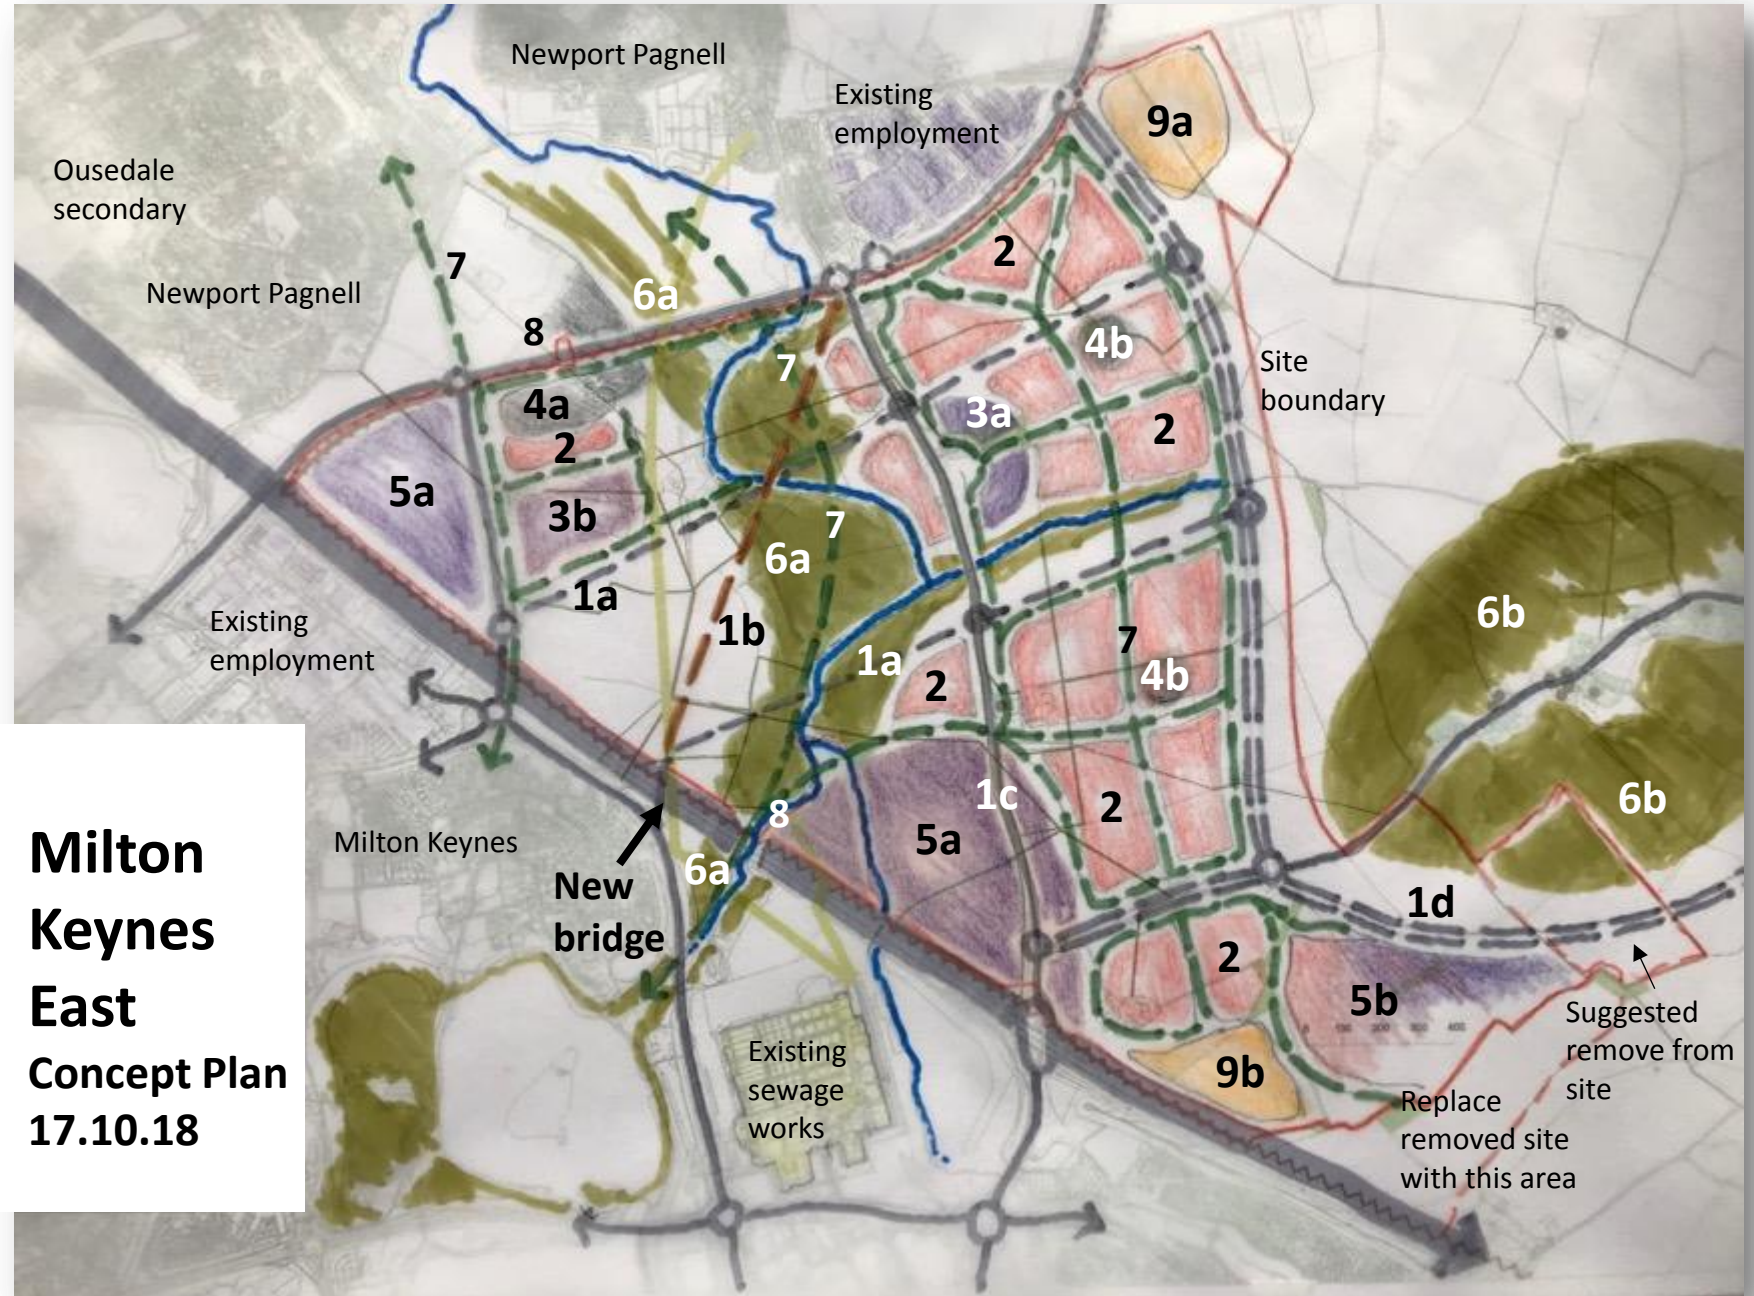 Newport Pagnell
Existing
employment
9a
Ousedale
secondary
7
2
Newport Pagnell
6a
8
4b
7
Site
boundary
4a
3a
2
2
5a
3b
7
6a
1a
6b
Existing
employment
1b
7
1a
4b
2
6b
1c
2
8
5a
Milton Keynes
6a
New
bridge
1d
2
5b
Suggested
remove from
site
Existing
sewage
works
9b
Replace
removed site
with this area
Milton
Keynes
East
Concept Plan
17.10.18